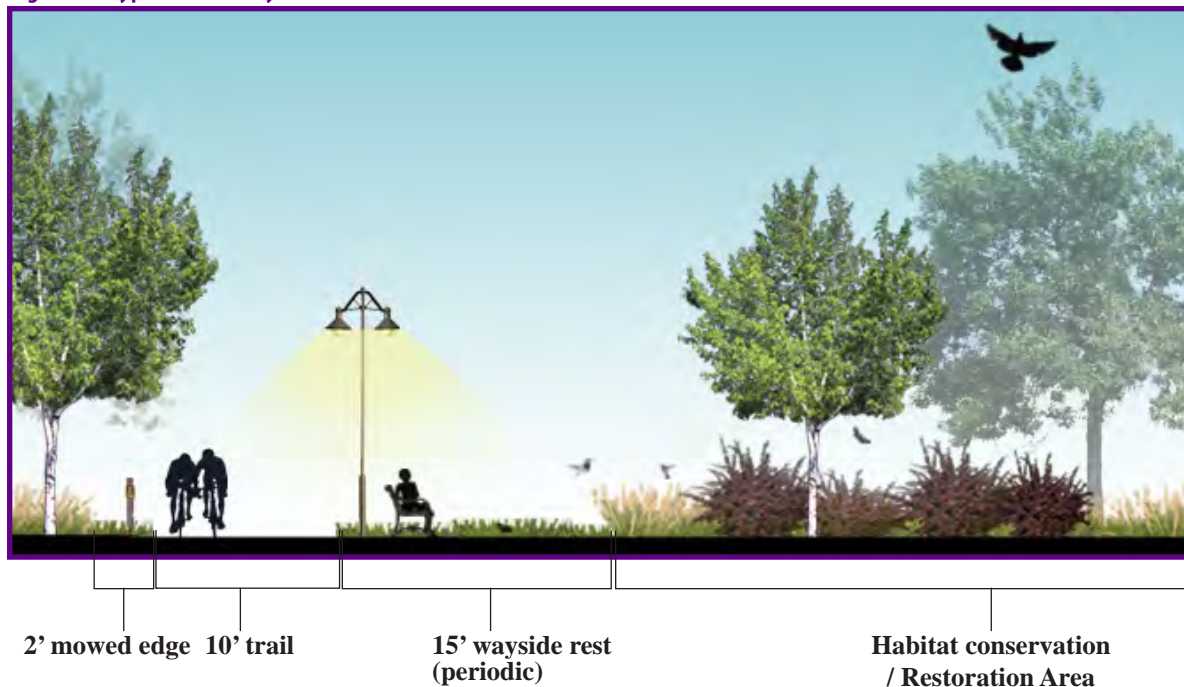 2’ mowed edge
10’ trail
15’ wayside rest
(periodic)
Habitat conservation
/ Restoration Area